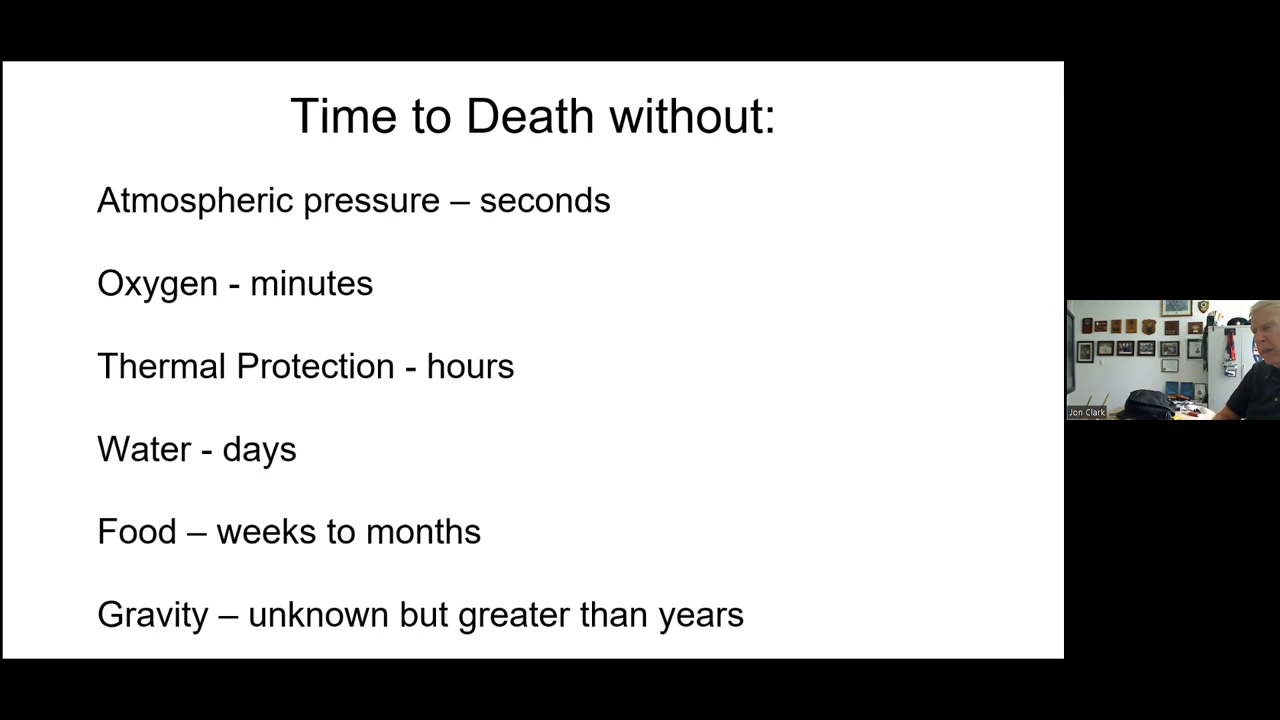 Time to Death without:
Atmospheric pressure – seconds
Oxygen - minutes
Thermal Protection - hours
Water - days
Food – weeks to months
Gravity – unknown but greater than years
Jon Clark